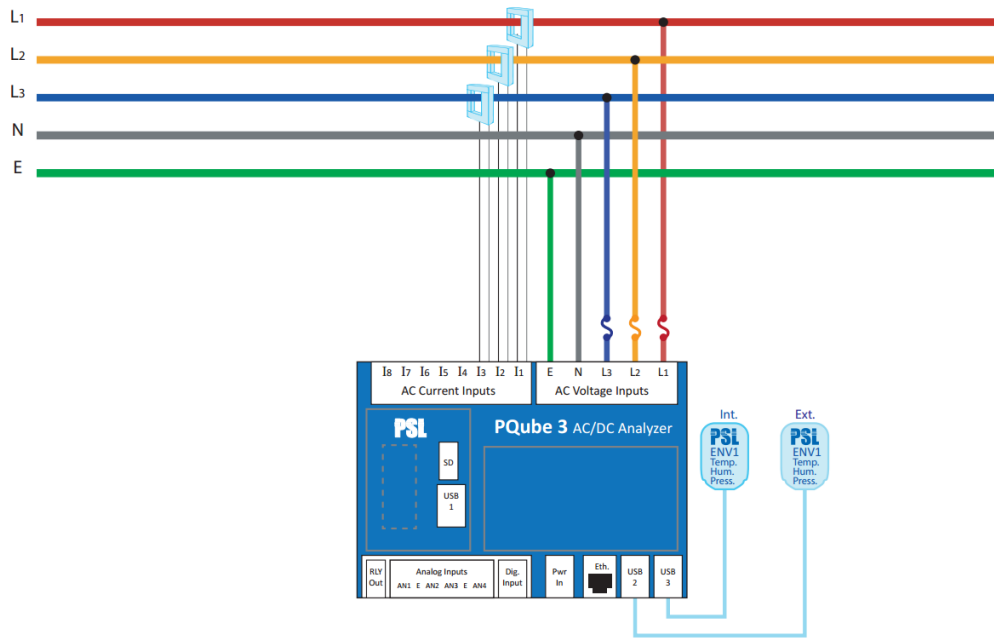 L1
L2
L3
N
E
I8 I7 I6 I5 I4 I3 I2 I1
AC Current Inputs
E N L3 L2 L1
AC Voltage Inputs
PSL
PQube 3 AC/DC Analyzer
SD
USB
1
Int.
PSL
ENV1
Temp.
Hum.
Press.
Ext.
PSL
ENV1
Temp.
Hum.
Press.
RLY
Out
Analog Inputs
AN1 E AN2 AN3 E AN4
Dig.
Input
Pwr
In
Eth.
USB
2
USB
3